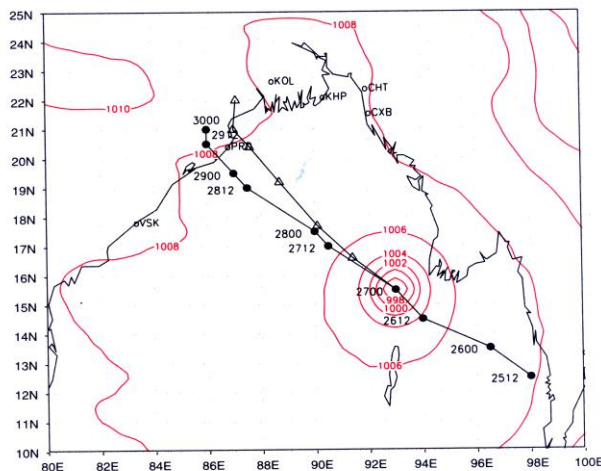 25N
24N
23N
22N
21N
20N
19N
18N
17N
16N
15N
14N
13N
12N
11N
10N
1008
1010
oKOL
oKHP
oCHT
oCXB
3000
2912
1008
2900
2812
oVSK
1008
2800
2712
1006
1004
1002
2700
998
1000
2612
2600
1006
2512
80E 82E 84E 86E 88E 90E 92E 94E 96E 98E